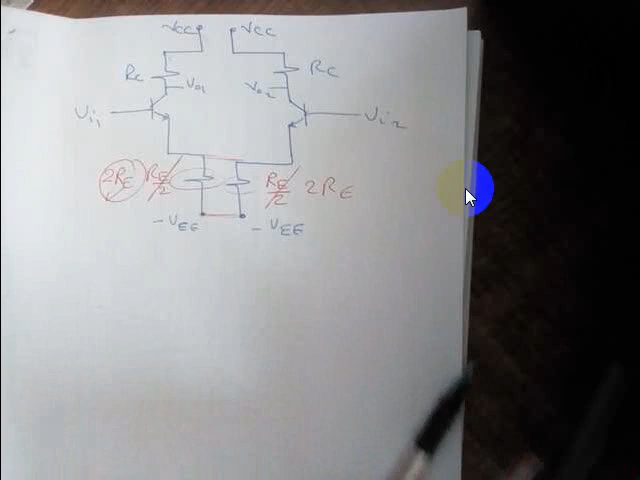 VCC VCC
RC RC
Vo1 Vo2
Vi1 Vi2
2RE RE/2 RE/2 2RE
-VEE -VEE